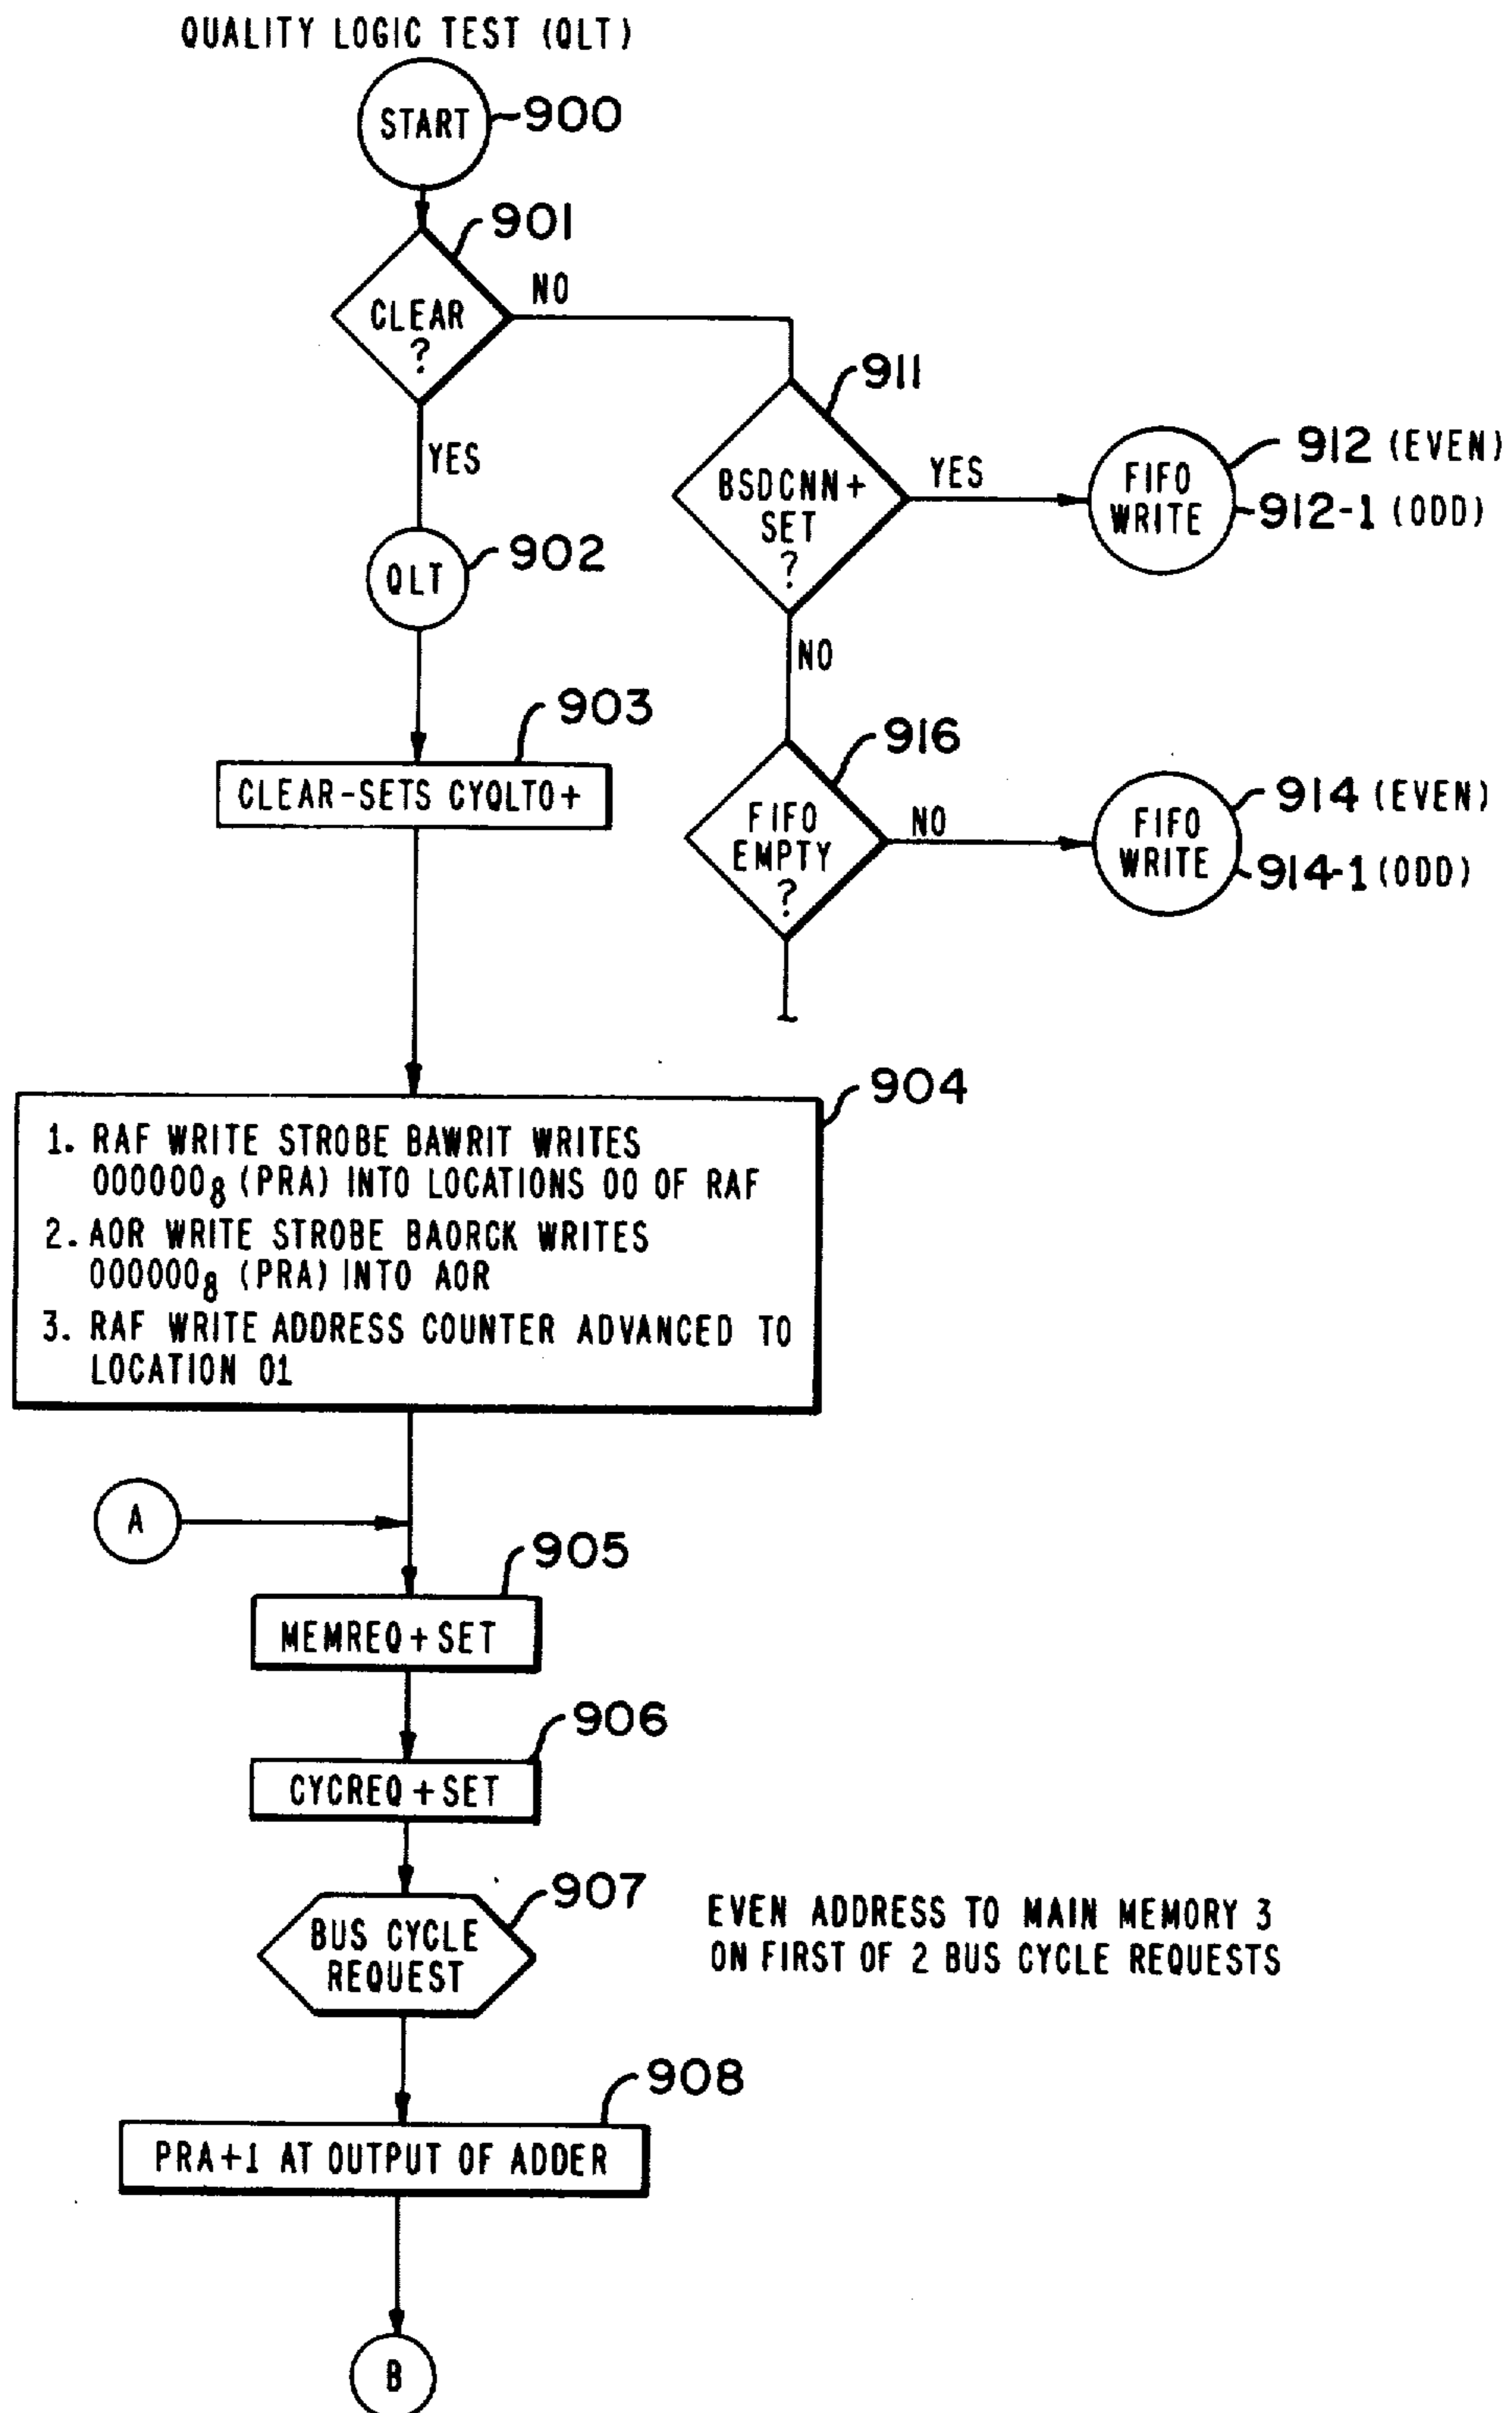 QUALITY LOGIC TEST (QLT)
START
900
901
CLEAR
?
NO
YES
911
BSDCNN+
SET
?
YES
FIFO
WRITE
912 (EVEN)
912-1 (ODD)
NO
QLT
902
903
CLEAR-SETS CYQLTO+
916
FIFO
EMPTY
?
NO
FIFO
WRITE
914 (EVEN)
914-1 (ODD)
904
1. RAF WRITE STROBE BAWRIT WRITES
000000₈ (PRA) INTO LOCATIONS 00 OF RAF
2. AOR WRITE STROBE BAORCK WRITES
000000₈ (PRA) INTO AOR
3. RAF WRITE ADDRESS COUNTER ADVANCED TO
LOCATION 01
A
905
MEMREQ+SET
906
CYCREQ+SET
907
BUS CYCLE
REQUEST
EVEN ADDRESS TO MAIN MEMORY 3
ON FIRST OF 2 BUS CYCLE REQUESTS
908
PRA+1 AT OUTPUT OF ADDER
B